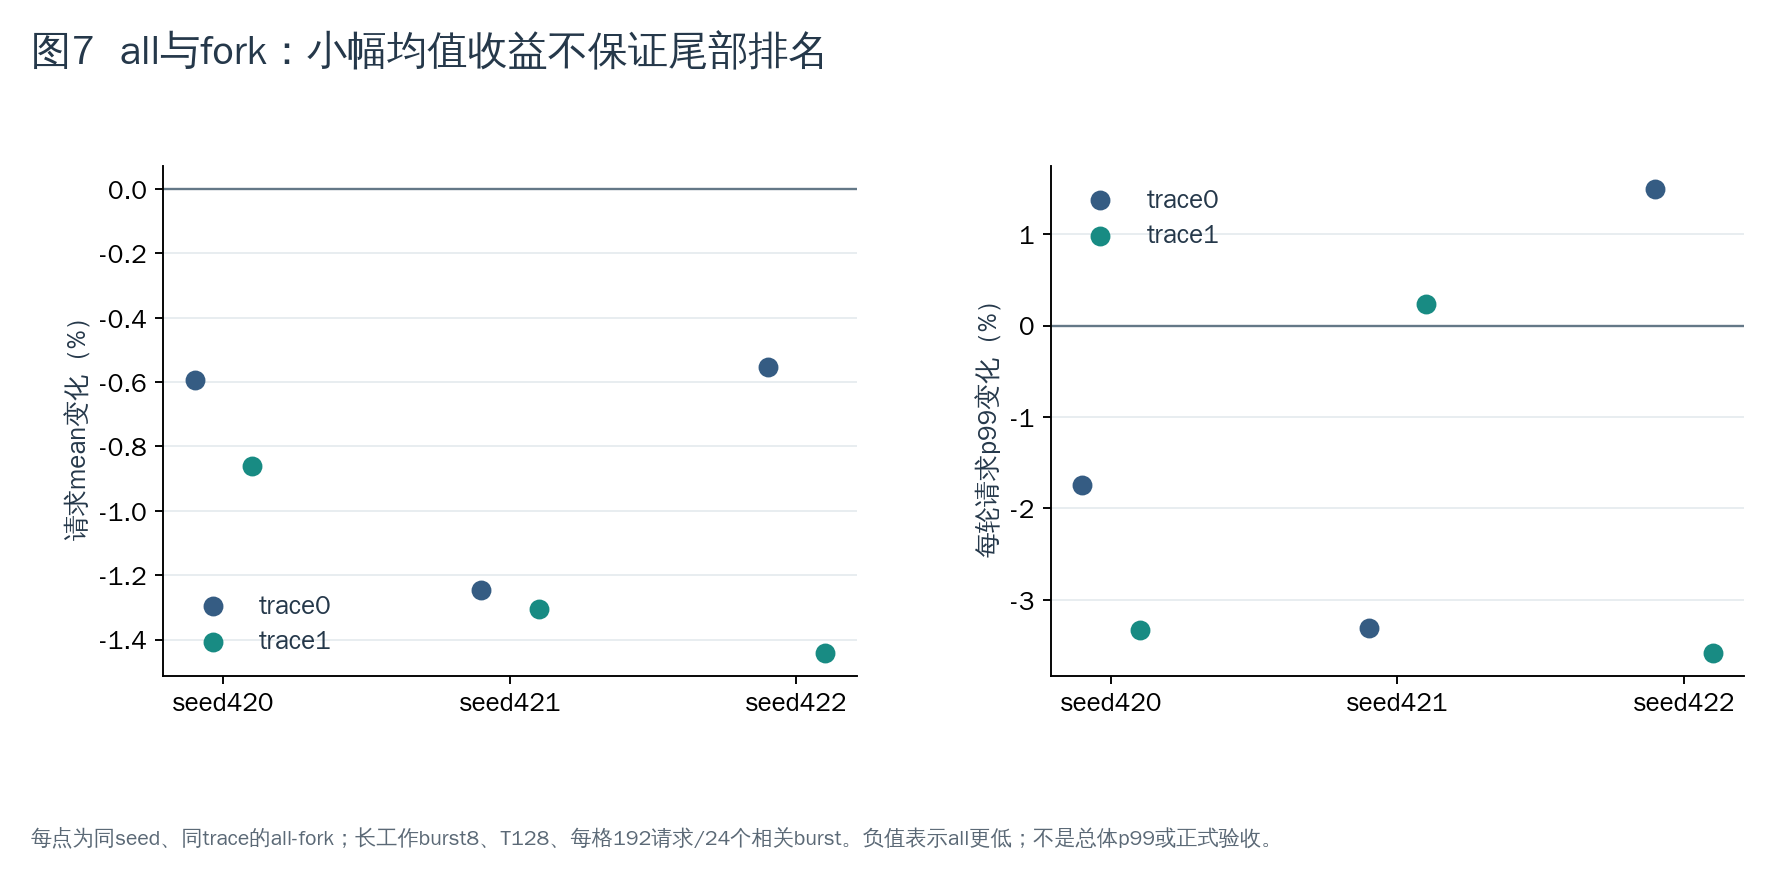 图7 all与fork：小幅均值收益不保证尾部排名
请求mean变化（%）
0.0
-0.2
-0.4
-0.6
-0.8
-1.0
-1.2
-1.4
trace0
trace1
seed420
seed421
seed422
每轮请求p99变化（%）
1
0
-1
-2
-3
trace0
trace1
seed420
seed421
seed422
每点为同seed、同trace的all-fork；长工作burst8、T128、每格192请求/24个相关burst。负值表示all更低；不是总体p99或正式验收。